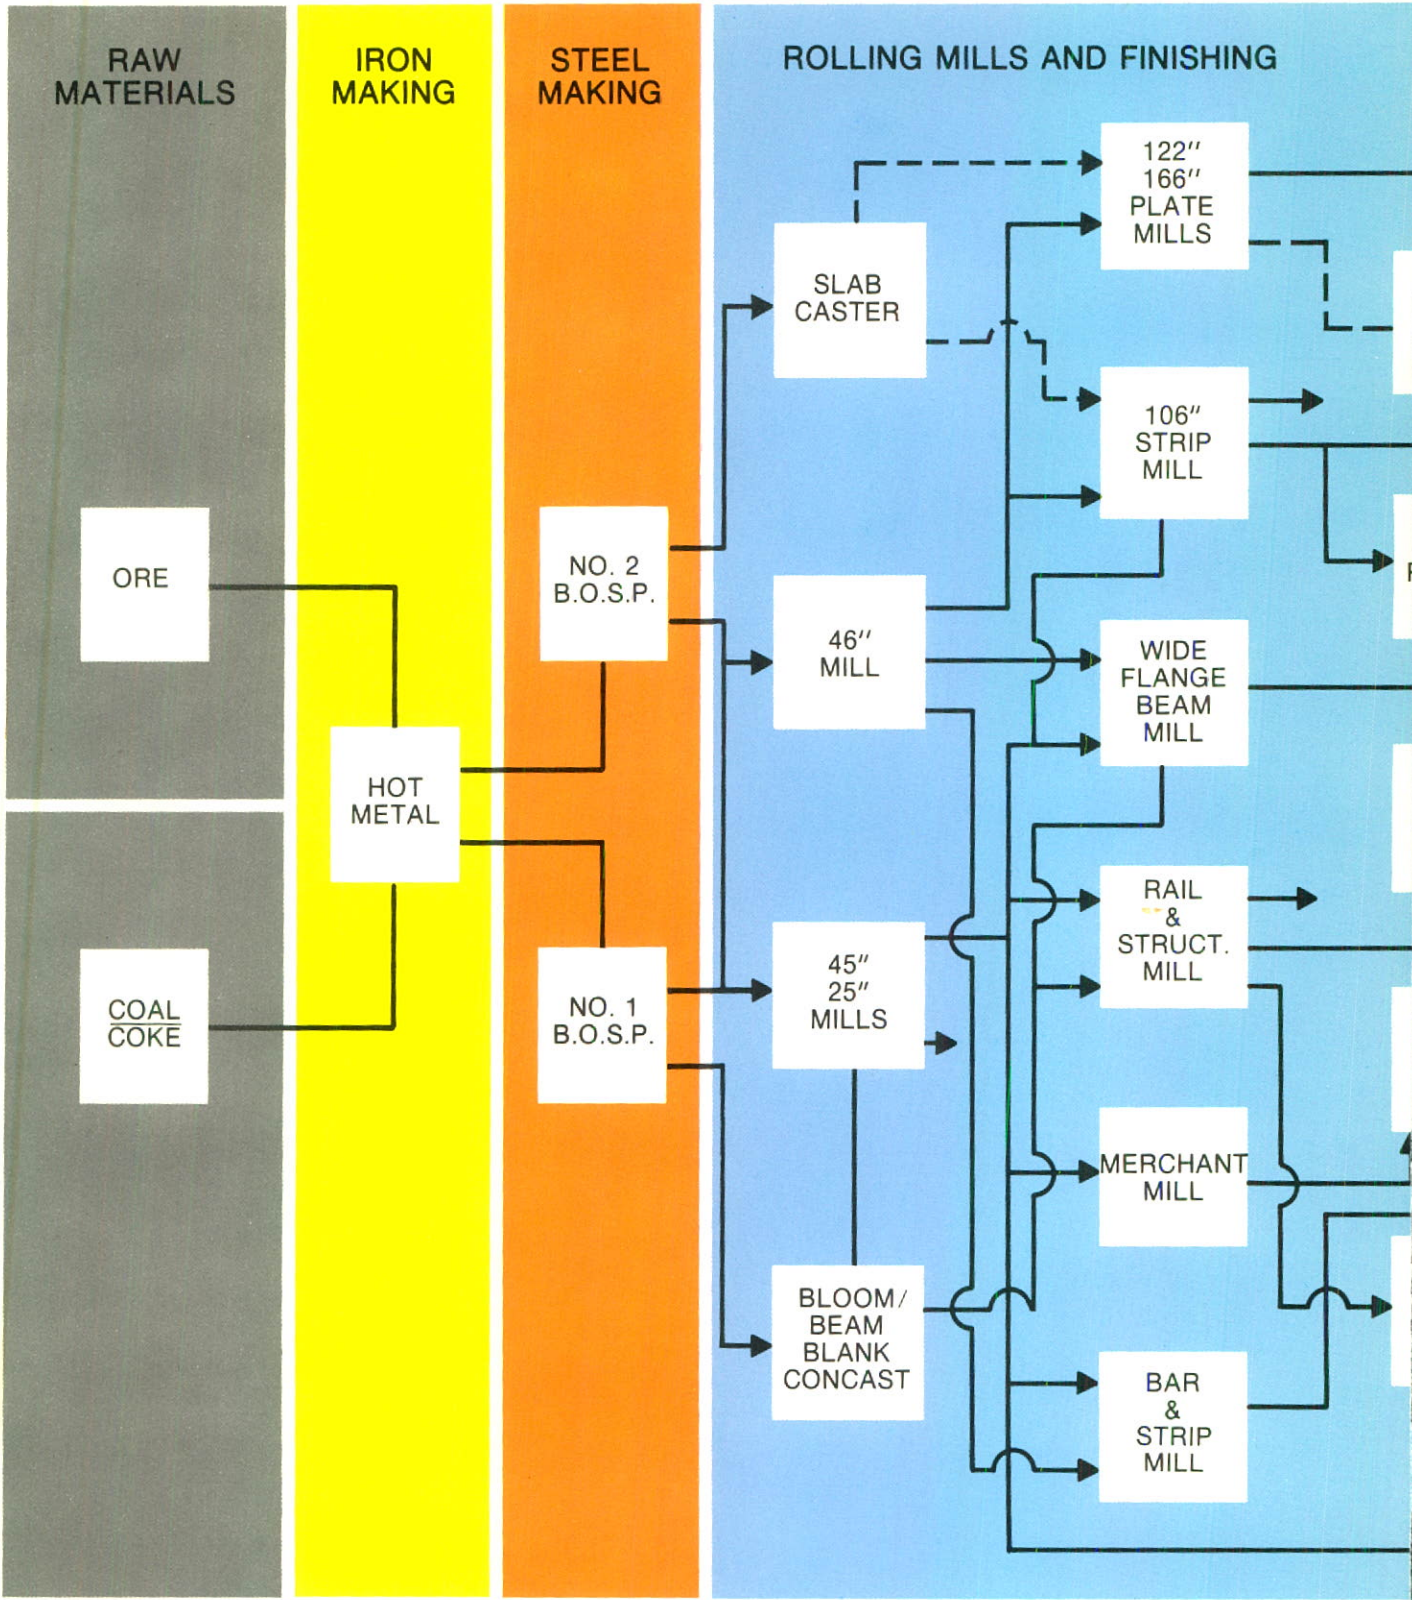 RAW
MATERIALS
IRON
MAKING
STEEL
MAKING
ROLLING MILLS AND FINISHING
ORE
COAL
COKE
HOT
METAL
NO. 2
B.O.S.P.
NO. 1
B.O.S.P.
SLAB
CASTER
46"
MILL
45"
25"
MILLS
BLOOM/
BEAM
BLANK
CONCAST
122"
166"
PLATE
MILLS
106"
STRIP
MILL
WIDE
FLANGE
BEAM
MILL
RAIL
&
STRUCT.
MILL
MERCHANT
MILL
BAR
&
STRIP
MILL